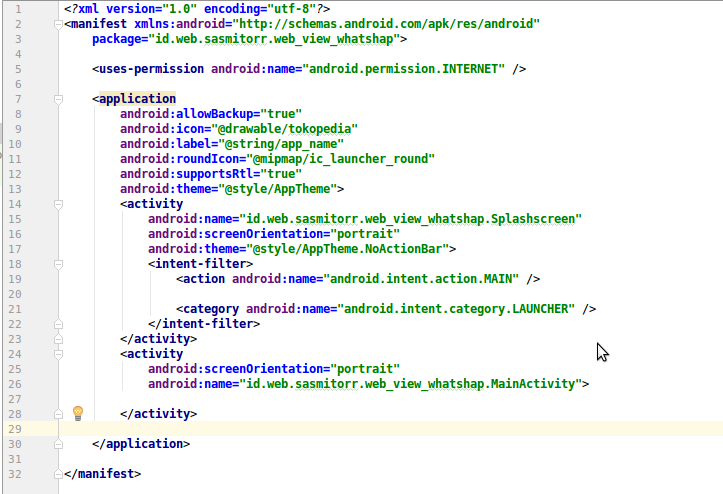 1 <?xml version="1.0" encoding="utf-8"?>
2 <manifest xmlns:android="http://schemas.android.com/apk/res/android"
3     package="id.web.sasmitorr.web_view_whatshap">
4
5     <uses-permission android:name="android.permission.INTERNET" />
6
7     <application
8         android:allowBackup="true"
9         android:icon="@drawable/tokopedia"
10         android:label="@string/app_name"
11         android:roundIcon="@mipmap/ic_launcher_round"
12         android:supportsRtl="true"
13         android:theme="@style/AppTheme">
14         <activity
15             android:name="id.web.sasmitorr.web_view_whatshap.Splashscreen"
16             android:screenOrientation="portrait"
17             android:theme="@style/AppTheme.NoActionBar">
18             <intent-filter>
19                 <action android:name="android.intent.action.MAIN" />
20
21                 <category android:name="android.intent.category.LAUNCHER" />
22             </intent-filter>
23         </activity>
24         <activity
25             android:screenOrientation="portrait"
26             android:name="id.web.sasmitorr.web_view_whatshap.MainActivity">
27
28         </activity>
29
30     </application>
31
32 </manifest>